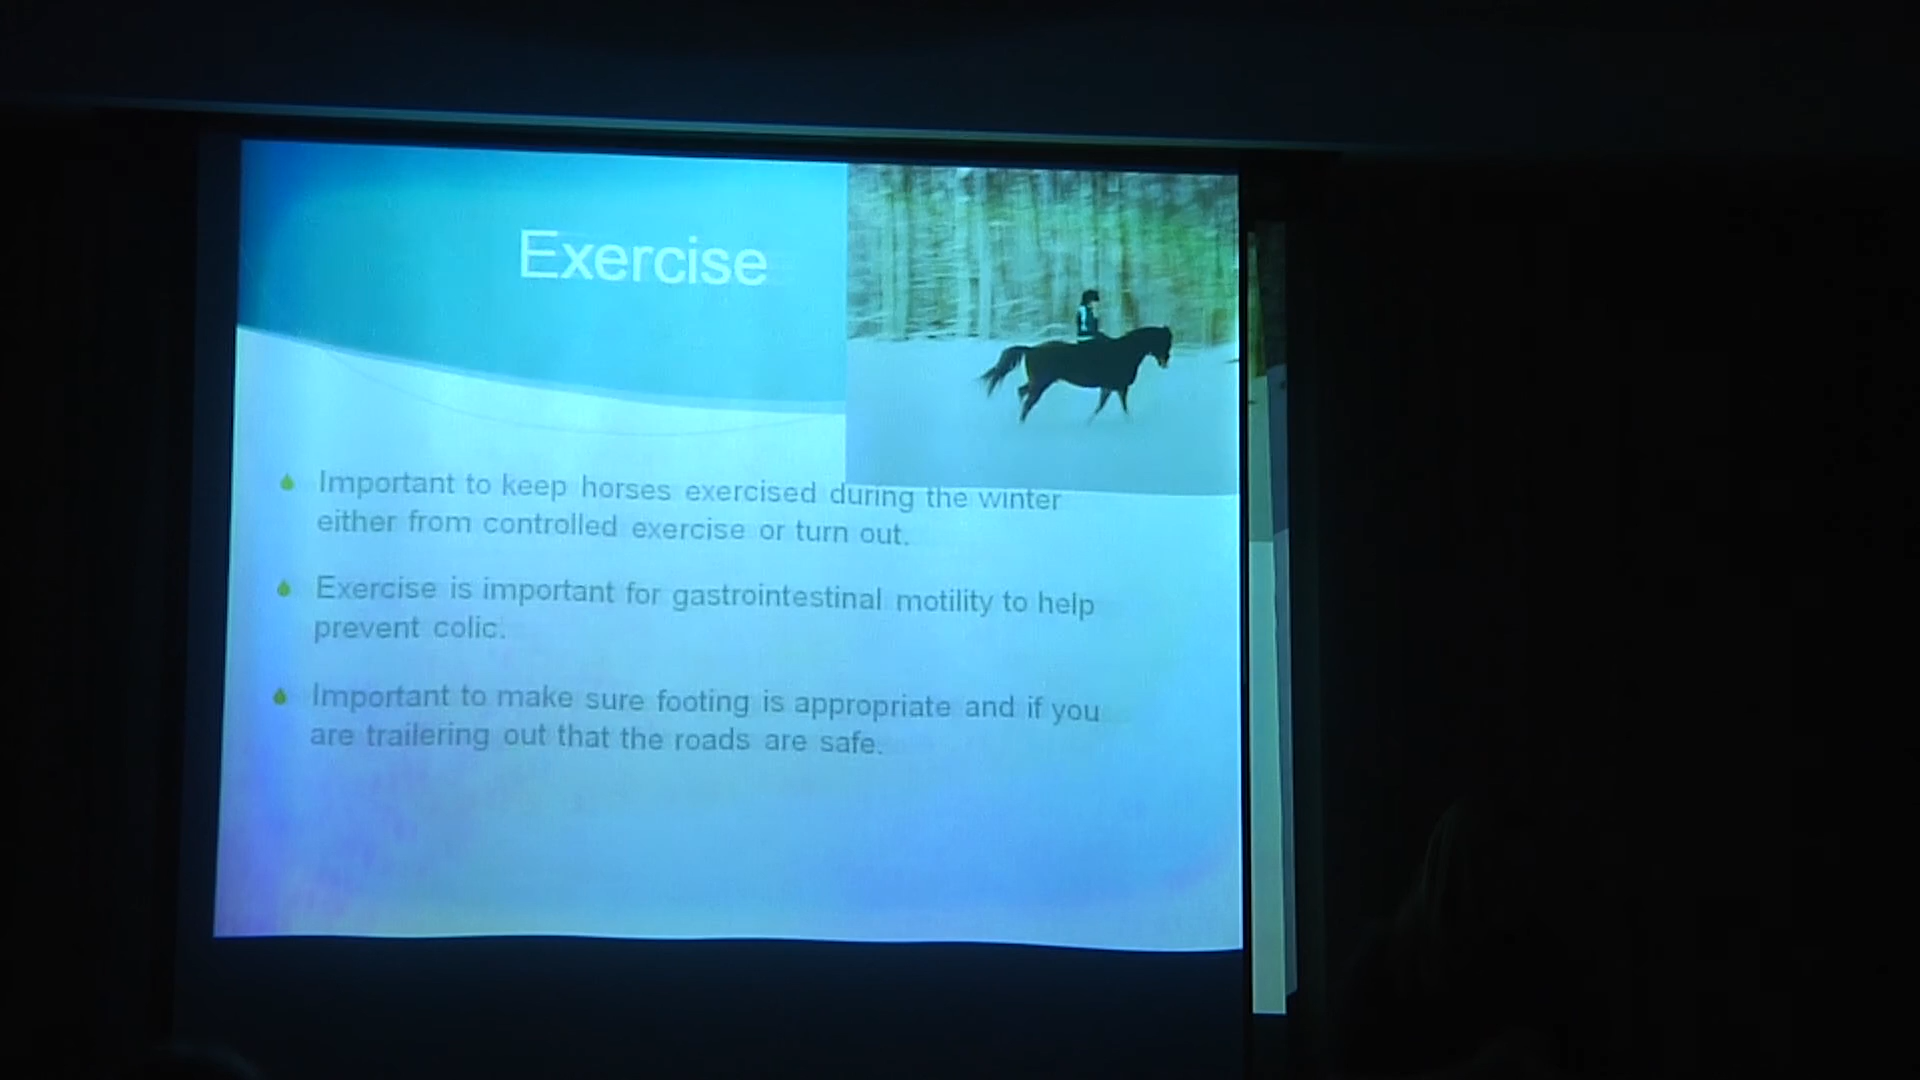 Exercise
Important to keep horses exercised during the winter
either from controlled exercise or turn out.
Exercise is important for gastrointestinal motility to help
prevent colic.
Important to make sure footing is appropriate and if you
are trailering out that the roads are safe.